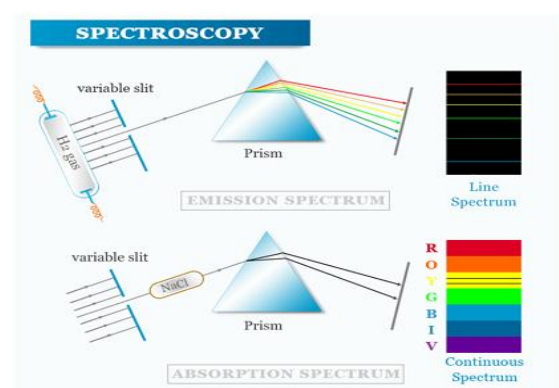 SPECTROSCOPY
variable slit
H2 gas
Prism
EMISSION SPECTRUM
Line
Spectrum
variable slit
NaCl
Prism
ABSORPTION SPECTRUM
R
O
Y
G
B
I
V
Continuous
Spectrum